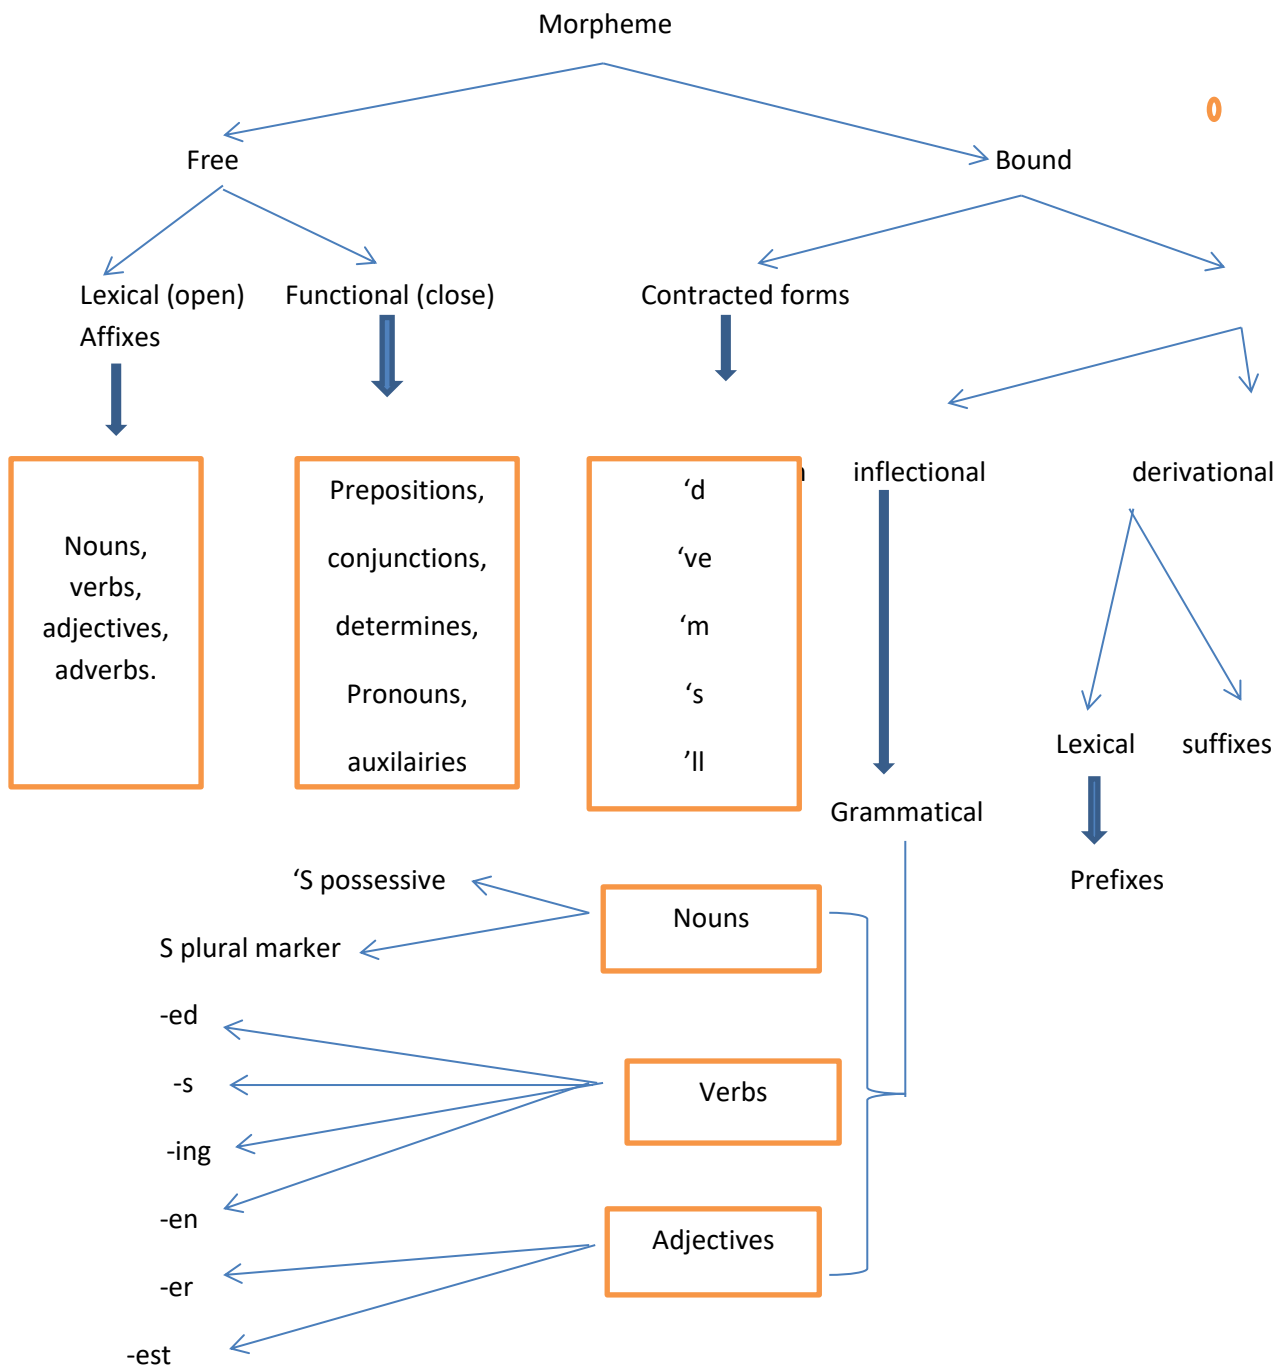 Morpheme
Free
Bound
Lexical (open)
Functional (close)
Contracted forms
Affixes
inflectional
derivational
Nouns,
verbs,
adjectives,
adverbs.
Prepositions,
conjunctions,
determines,
Pronouns,
auxilairies
‘d
‘ve
‘m
‘s
’ll
Lexical
suffixes
Grammatical
Prefixes
‘S possessive
Nouns
S plural marker
-ed
-s
Verbs
-ing
-en
Adjectives
-er
-est